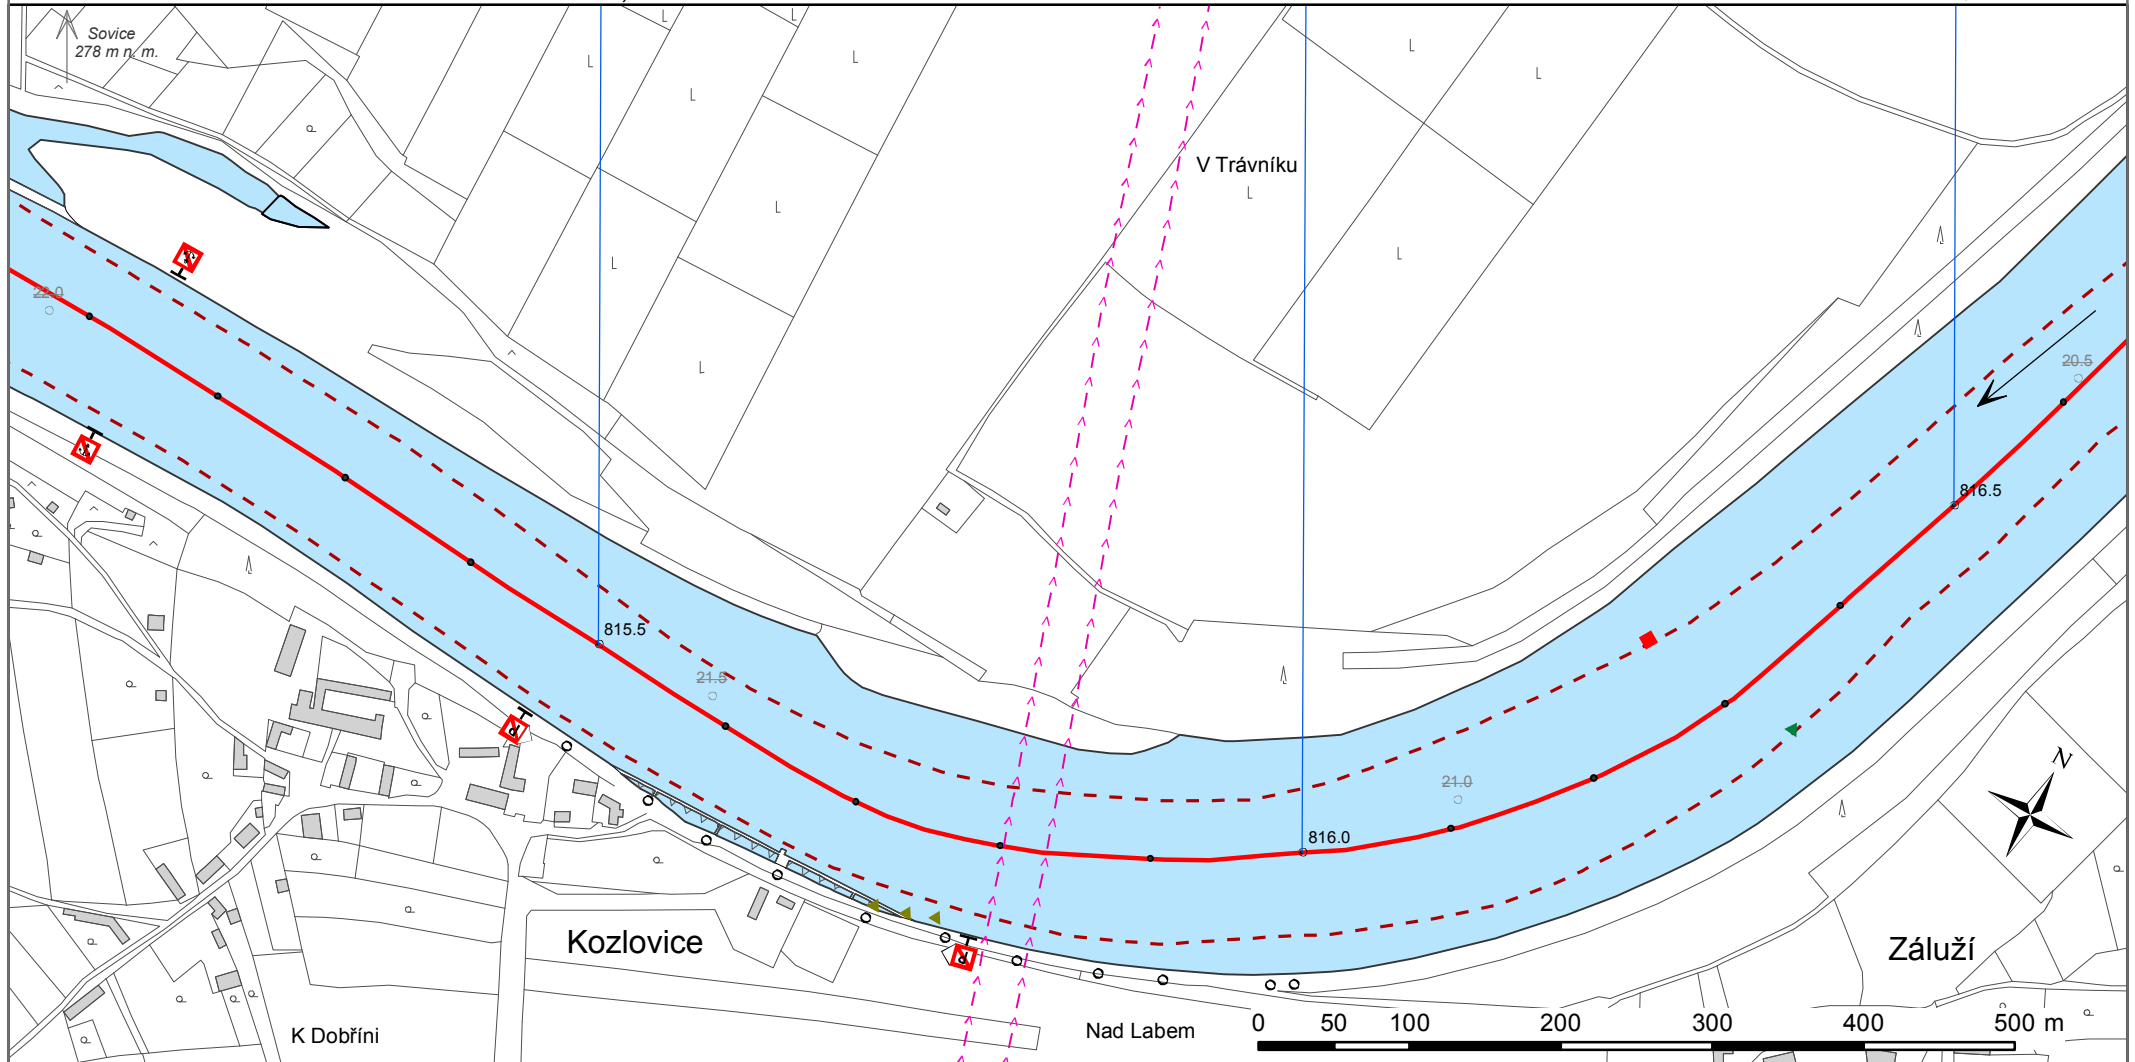 Sovice
278 m n. m.
V Trávníku
22.0
20.5
816.5
815.5
21.5
21.0
816.0
N
Kozlovice
Záluží
K Dobříni
Nad Labem
0 50 100 200 300 400 500 m